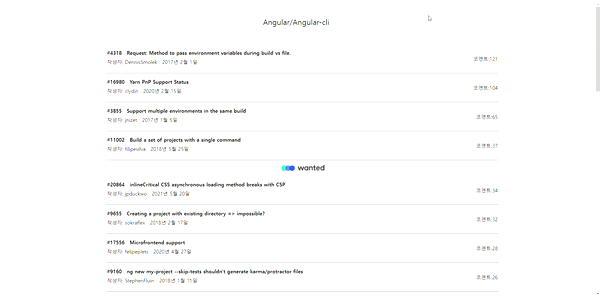 Angular/Angular-cli
#4318 Request: Method to pass environment variables during build vs file.
작성자: DennisSmolek 2017년 2월 1일
코멘트:121
#16980 Yarn PnP Support Status
작성자: 2020년 2월 15일
코멘트:104
#3855 Support multiple environments in the same build
작성자: jnizet 2017년 1월 5일
코멘트:65
#11002 Build a set of projects with a single command
작성자: filipesilva 2018년 5월 25일
코멘트:37
wanted
#20864 inlineCritical CSS asynchronous loading method breaks with CSP
작성자: jpduckwo 2021년 5월 20일
코멘트:34
#9655 Creating a project with existing directory => impossible?
작성자: sokraflex 2018년 2월 17일
코멘트:32
#17556 Microfrontend support
작성자: felipeplets 2020년 4월 27일
코멘트:28
#9160 ng new my-project --skip-tests shouldn't generate karma/protractor files
작성자: StephenFluin 2018년 1월 11일
코멘트:26